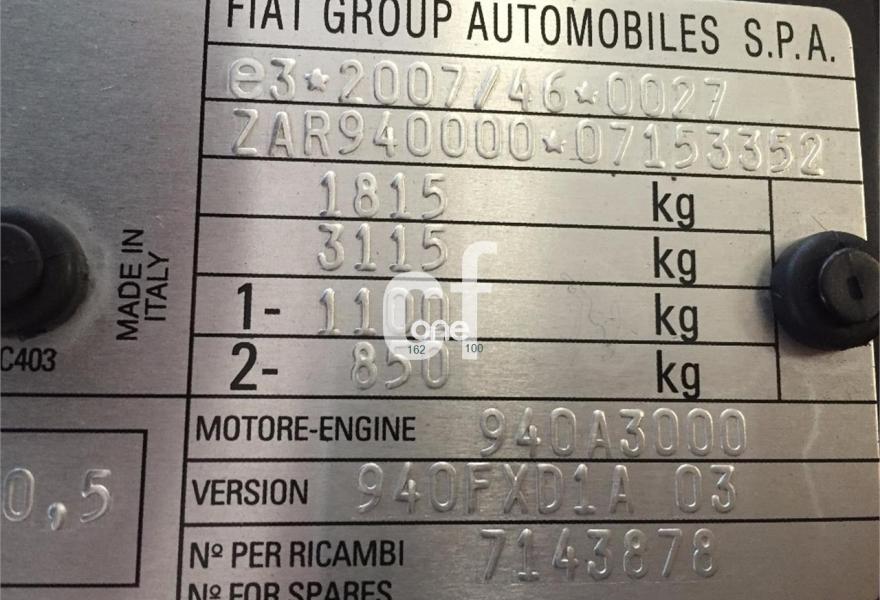 FIAT GROUP AUTOMOBILES S.P.A.
e3*2007/46*0027
ZAR940000*07153352
1815 kg
3115 kg
1- 1100 kg
2- 850 kg
MADE IN
ITALY
C403
0,5
MOTORE-ENGINE 940A3000
VERSION 940FXD1A 03
Nº PER RICAMBI 7143878
Nº FOR SPARES
gf
one
162 100